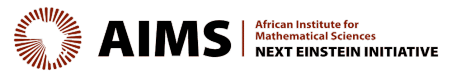 AIMS
African Institute for
Mathematical Sciences
NEXT EINSTEIN INITIATIVE